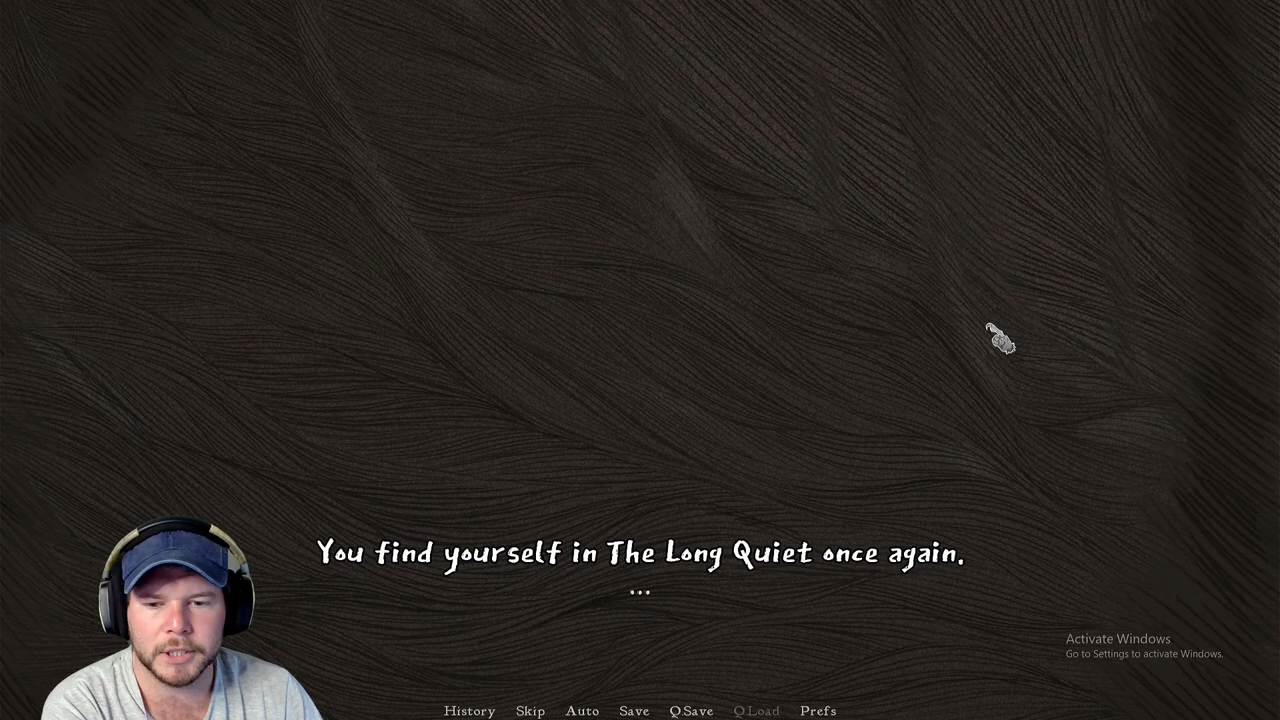 You find yourself in The Long Quiet once again.
...
Activate Windows
Go to Settings to activate Windows.
History Skip Auto Save Q.Save Q.Load Prefs